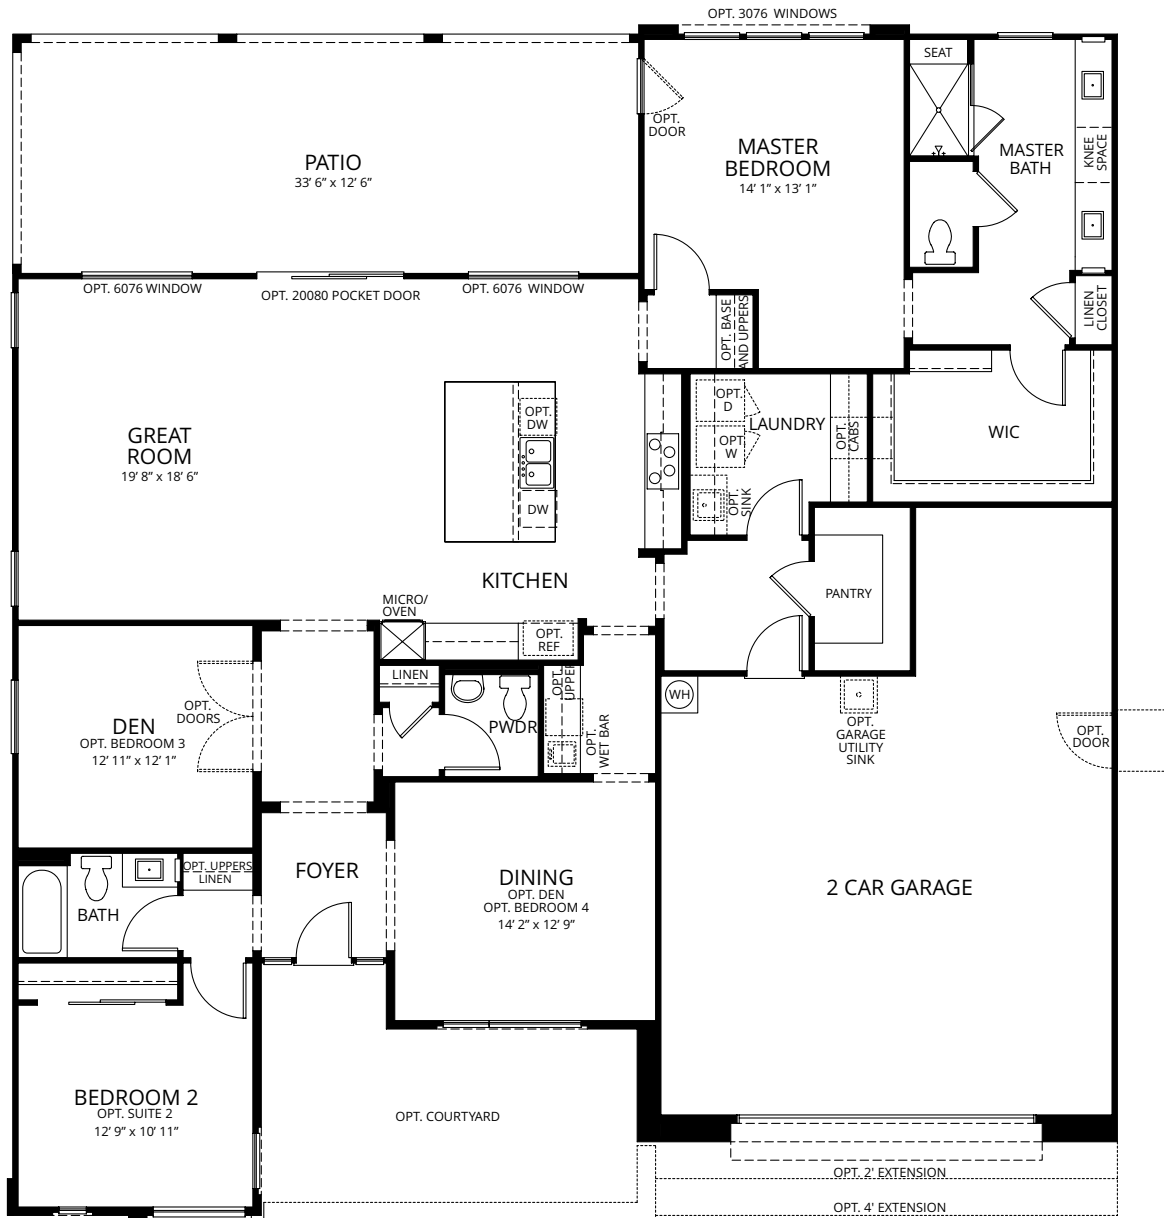 OPT. 3076 WINDOWS
SEAT
OPT.
DOOR
MASTER
BEDROOM
14’ 1” x 13’ 1”
MASTER
BATH
KNEE
SPACE
PATIO
33’ 6” x 12’ 6”
OPT. 6076 WINDOW
OPT. 20080 POCKET DOOR
OPT. 6076 WINDOW
OPT. BASE
AND UPPERS
LINEN
CLOSET
OPT.
D
OPT
W
LAUNDRY
OPT.
CABS
WIC
OPT.
SINK
GREAT
ROOM
19’ 8” x 18’ 6”
OPT.
DW
DW
KITCHEN
MICRO/
OVEN
OPT.
REF
PANTRY
LINEN
PWDR
OPT.
UPPER
OPT.
WET BAR
WH
OPT.
GARAGE
UTILITY
SINK
OPT.
DOOR
OPT.
DOORS
DEN
OPT. BEDROOM 3
12’ 11” x 12’ 1”
OPT. UPPERS
LINEN
BATH
FOYER
DINING
OPT. DEN
OPT. BEDROOM 4
14’ 2” x 12’ 9”
2 CAR GARAGE
BEDROOM 2
OPT. SUITE 2
12’ 9” x 10’ 11”
OPT. COURTYARD
OPT. 2' EXTENSION
OPT. 4' EXTENSION